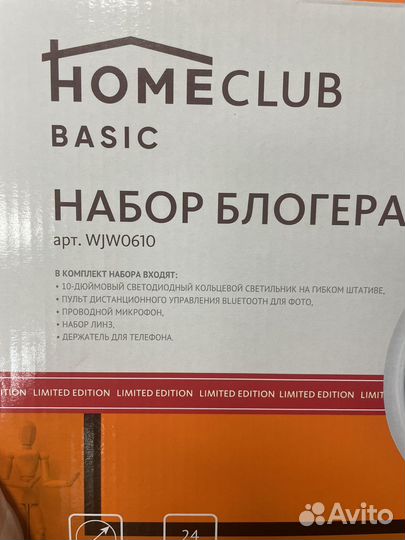 HOMECLUB
BASIC
НАБОР БЛОГЕРА
арт. WJW0610
В КОМПЛЕКТ НАБОРА ВХОДЯТ:
• 10-ДЮЙМОВЫЙ СВЕТОДИОДНЫЙ КОЛЬЦЕВОЙ СВЕТИЛЬНИК НА ГИБКОМ ШТАТИВЕ,
• ПУЛЬТ ДИСТАНЦИОННОГО УПРАВЛЕНИЯ BLUETOOTH ДЛЯ ФОТО,
• ПРОВОДНОЙ МИКРОФОН,
• НАБОР ЛИНЗ,
• ДЕРЖАТЕЛЬ ДЛЯ ТЕЛЕФОНА.
ITION LIMITED EDITION LIMITED EDITION LIMITED EDITION LIMITED EDITION LIMIT
24
Avito